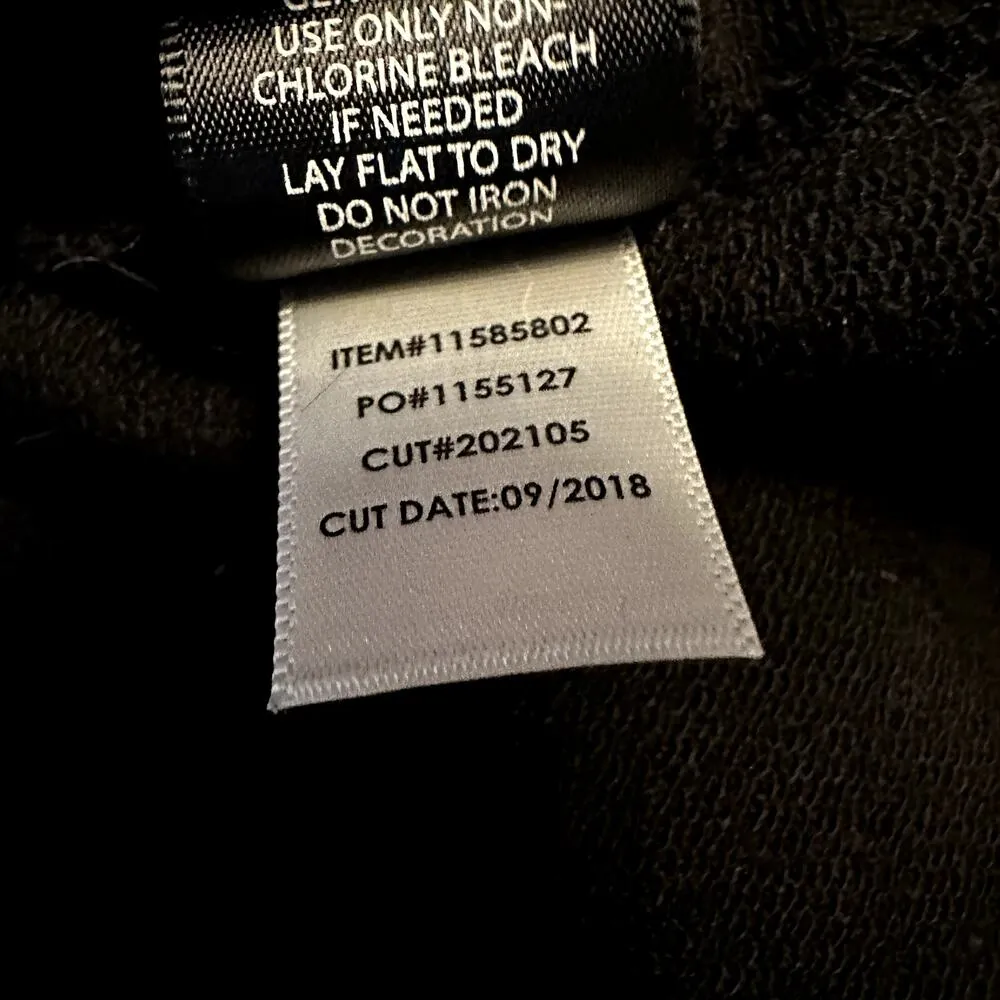 USE ONLY NON-
CHLORINE BLEACH
IF NEEDED
LAY FLAT TO DRY
DO NOT IRON
DECORATION
ITEM#11585802
PO#1155127
CUT#202105
CUT DATE:09/2018